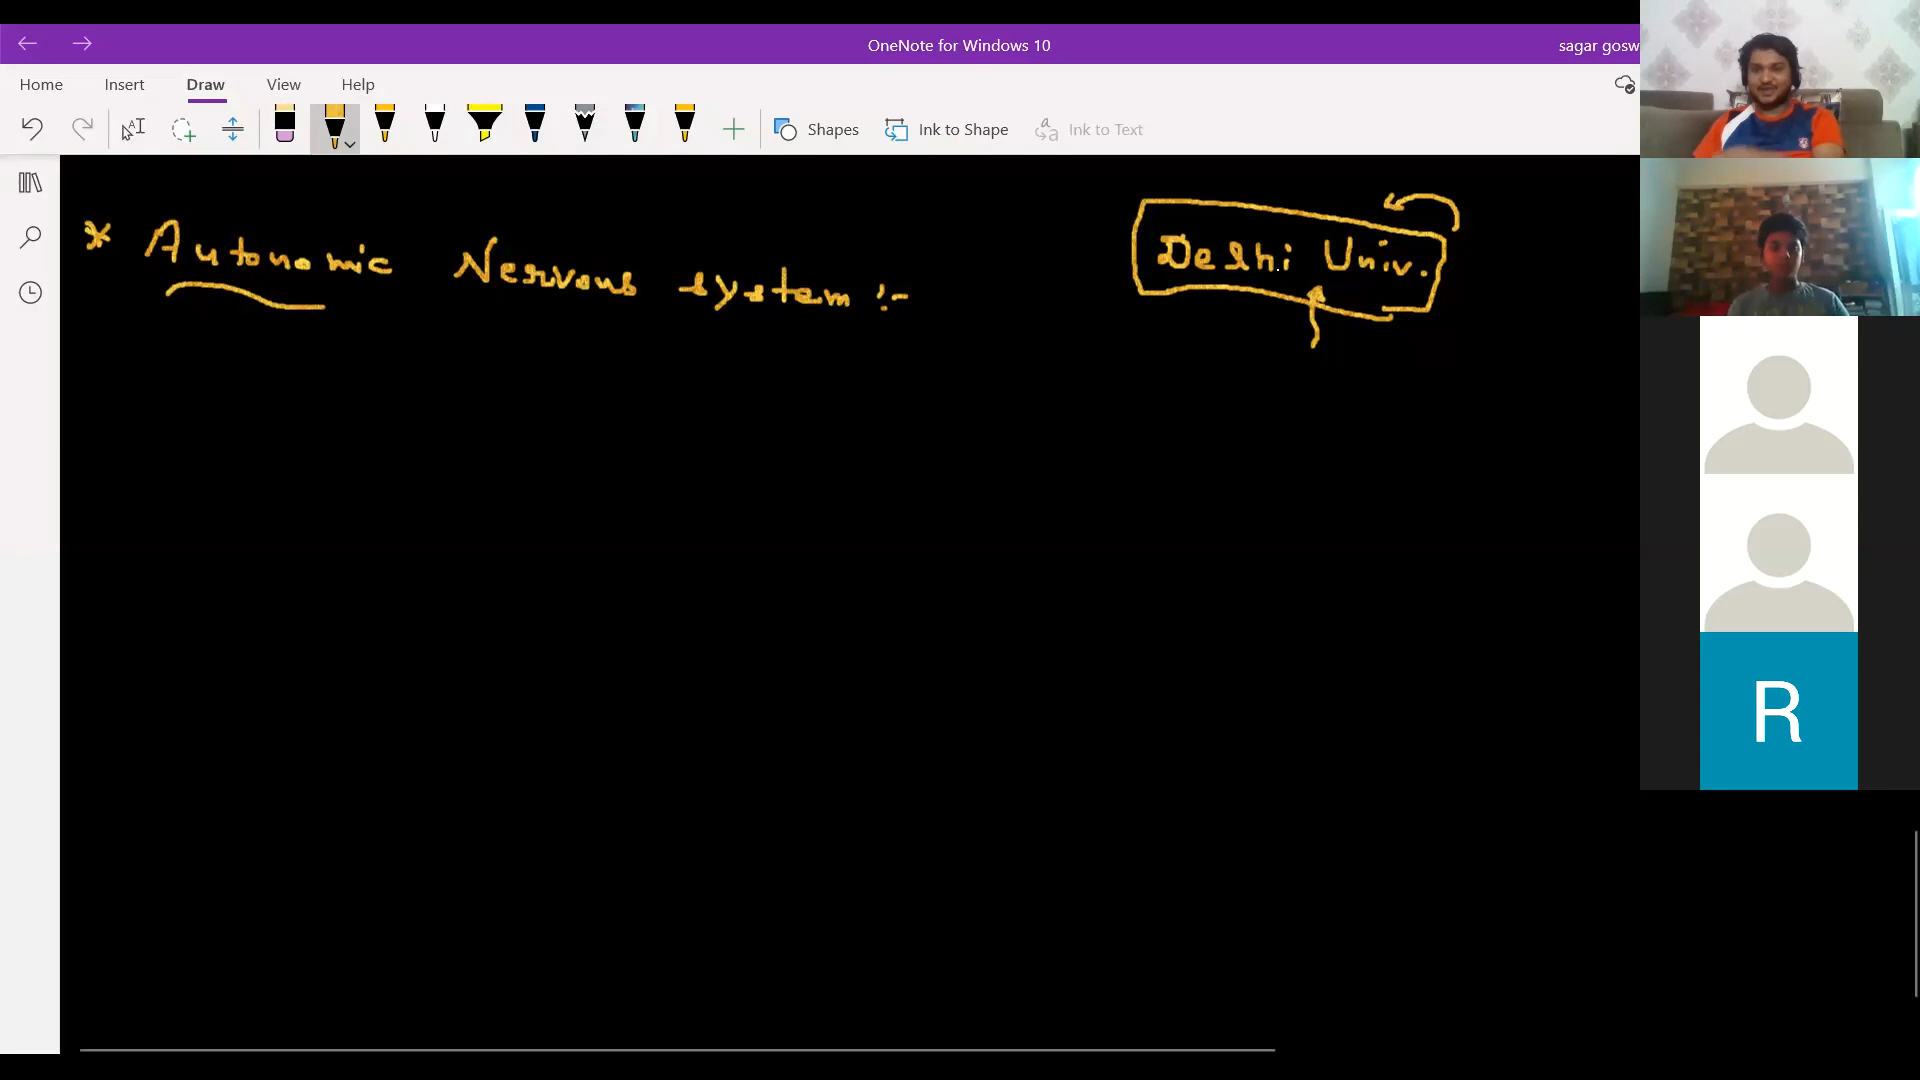 OneNote for Windows 10
sagar gosw
Home Insert Draw View Help
Shapes Ink to Shape Ink to Text
* Autonomic Nervous system :-
Delhi Univ.
R